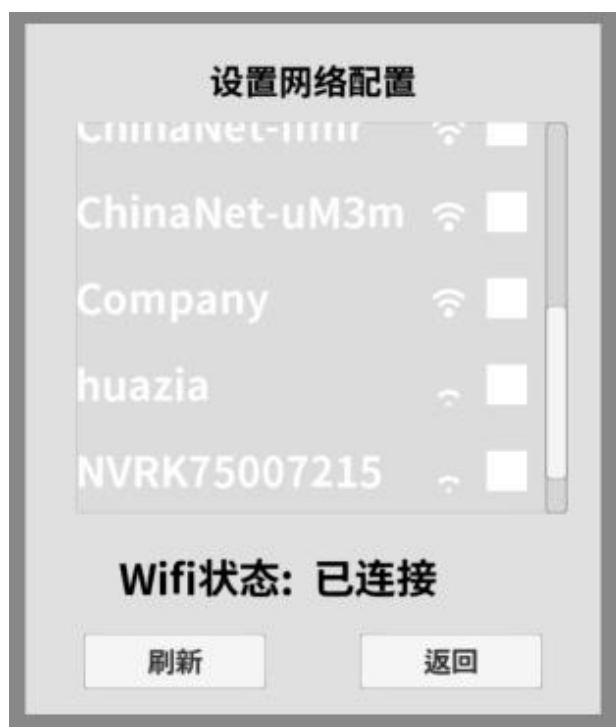 设置网络配置
ChinaNet-uM3m
Company
huazia
NVRK75007215
Wifi状态: 已连接
刷新
返回